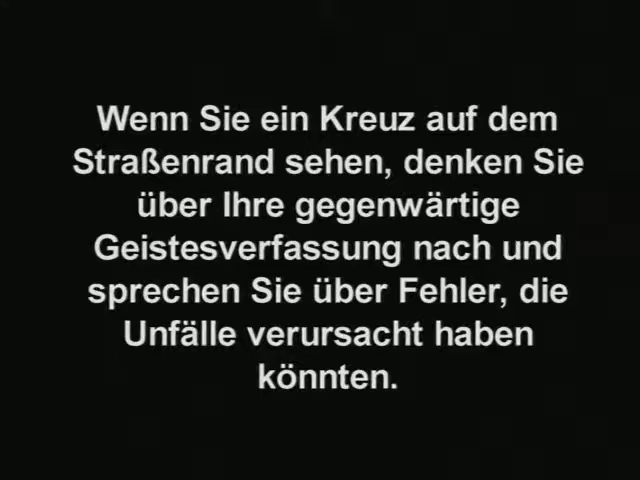 Wenn Sie ein Kreuz auf dem
Straßenrand sehen, denken Sie
über Ihre gegenwärtige
Geistesverfassung nach und
sprechen Sie über Fehler, die
Unfälle verursacht haben
könnten.